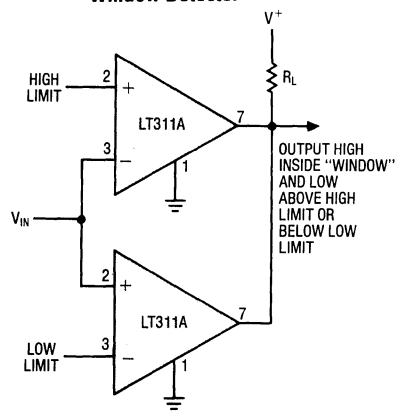 Window Detector
V+
RL
HIGH
LIMIT
2
+
LT311A
7
3
−
1
OUTPUT HIGH
INSIDE “WINDOW”
AND LOW
ABOVE HIGH
LIMIT OR
BELOW LOW
LIMIT
VIN
2
+
LT311A
7
LOW
LIMIT
3
−
1